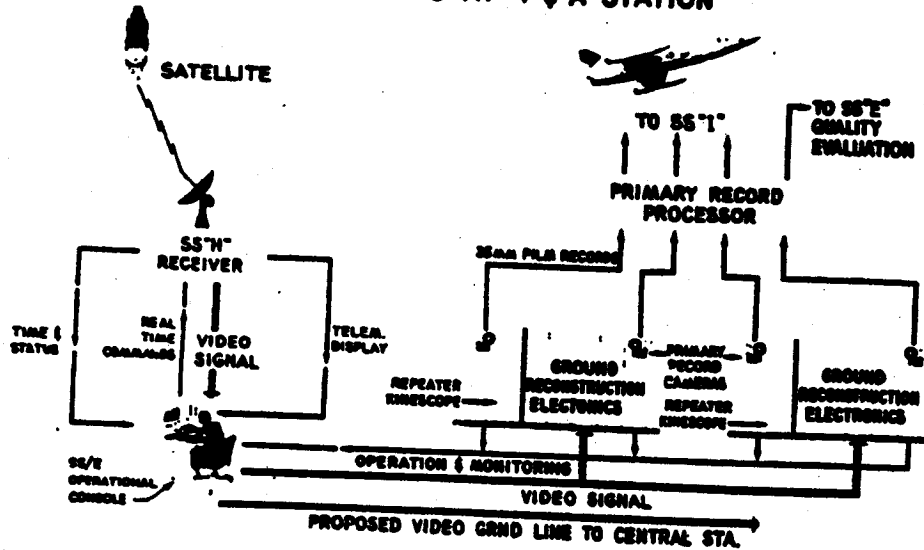 STATION
SATELLITE
TO SS"I"
TO SS"E"
QUALITY
EVALUATION
PRIMARY RECORD
PROCESSOR
SS"H"
RECEIVER
35MM FILM RECORDS
TIME &
STATUS
REAL
TIME
COMMANDS
VIDEO
SIGNAL
TELEM.
DISPLAY
REPEATER
KINESCOPE
GROUND
RECONSTRUCTION
ELECTRONICS
PRIMARY
RECORD
CAMERAS
REPEATER
KINESCOPE
GROUND
RECONSTRUCTION
ELECTRONICS
SS/E
OPERATIONAL
CONSOLE
OPERATION & MONITORING
VIDEO SIGNAL
PROPOSED VIDEO GRND LINE TO CENTRAL STA.